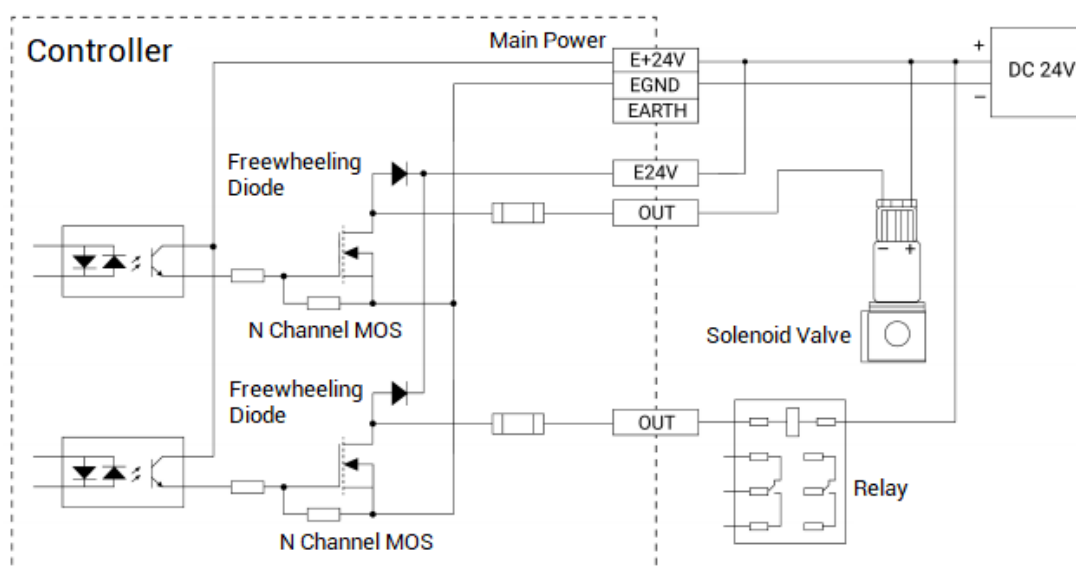 Controller
Main Power
E+24V
EGND
EARTH
+
−
DC 24V
Freewheeling
Diode
E24V
OUT
− +
N Channel MOS
Solenoid Valve
Freewheeling
Diode
OUT
Relay
N Channel MOS